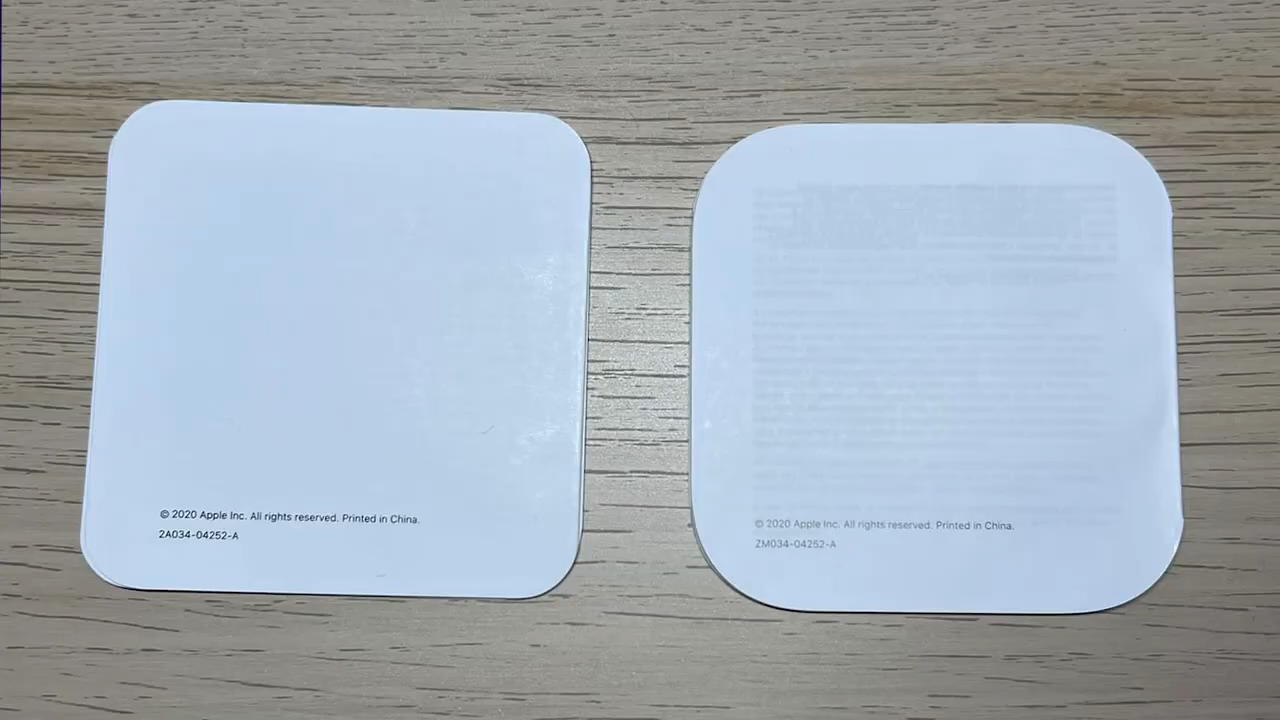 © 2020 Apple Inc. All rights reserved. Printed in China.
2A034-04252-A
© 2020 Apple Inc. All rights reserved. Printed in China.
ZM034-04252-A